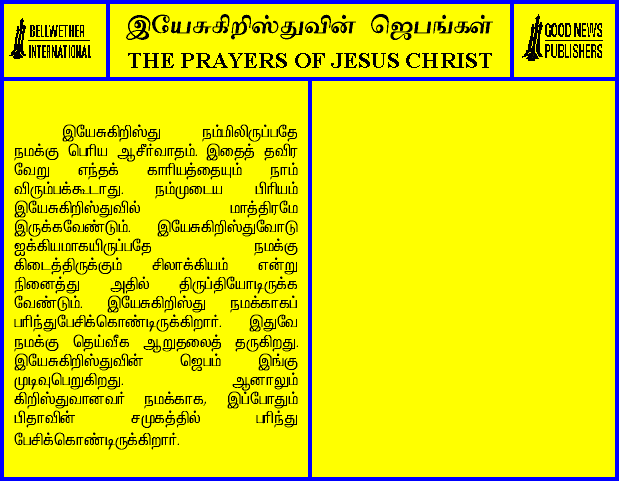 BELLWETHER
INTERNATIONAL
இயேசுகிறிஸ்துவின் ஜெபங்கள்
THE PRAYERS OF JESUS CHRIST
GOOD NEWS
PUBLISHERS
இயேசுகிறிஸ்து நம்மிலிருப்பதே
நமக்கு பெரிய ஆசீர்வாதம். இதைத் தவிர
வேறு எந்தக் காரியத்தையும் நாம்
விரும்பக்கூடாது. நம்முடைய பிரியம்
இயேசுகிறிஸ்துவில் மாத்திரமே
இருக்கவேண்டும். இயேசுகிறிஸ்துவோடு
ஐக்கியமாகயிருப்பதே நமக்கு
கிடைத்திருக்கும் சிலாக்கியம் என்று
நினைத்து அதில் திருப்தியோடிருக்க
வேண்டும். இயேசுகிறிஸ்து நமக்காகப்
பரிந்துபேசிக்கொண்டிருக்கிறார். இதுவே
நமக்கு தெய்வீக ஆறுதலைத் தருகிறது.
இயேசுகிறிஸ்துவின் ஜெபம் இங்கு
முடிவுபெறுகிறது. ஆனாலும்
கிறிஸ்துவானவர் நமக்காக, இப்போதும்
பிதாவின் சமுகத்தில் பரிந்து
பேசிக்கொண்டிருக்கிறார்.